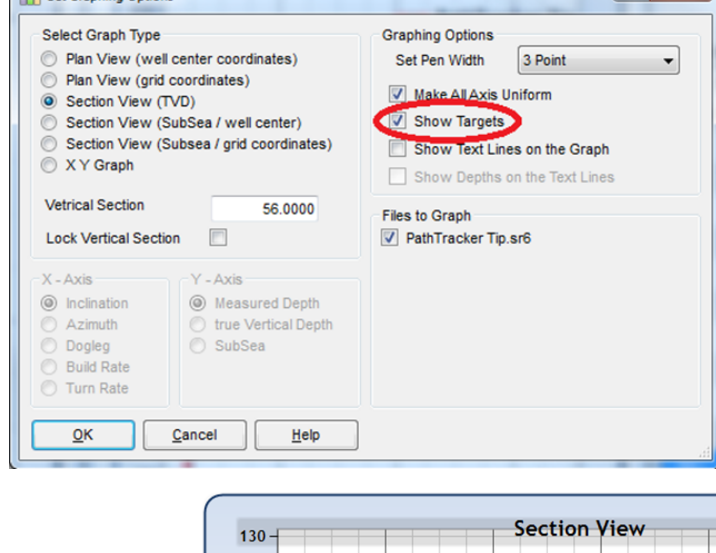 Set Graphing Options
Select Graph Type
Plan View (well center coordinates)
Plan View (grid coordinates)
Section View (TVD)
Section View (SubSea / well center)
Section View (Subsea / grid coordinates)
X Y Graph
Vetrical Section
56.0000
Lock Vertical Section
X - Axis
Inclination
Azimuth
Dogleg
Build Rate
Turn Rate
Y - Axis
Measured Depth
true Vertical Depth
SubSea
Graphing Options
Set Pen Width
3 Point
Make All Axis Uniform
Show Targets
Show Text Lines on the Graph
Show Depths on the Text Lines
Files to Graph
PathTracker Tip.sr6
OK
Cancel
Help
Section View
130